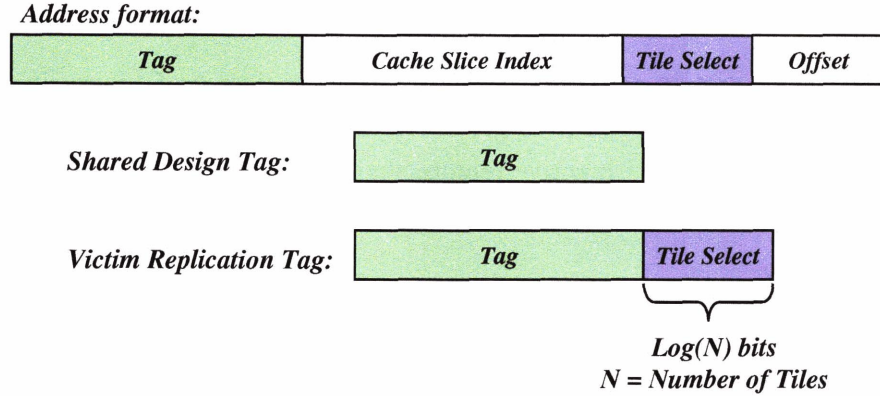 Address format:
Tag Cache Slice Index Tile Select Offset
Shared Design Tag: Tag
Victim Replication Tag: Tag Tile Select
Log(N) bits
N = Number of Tiles